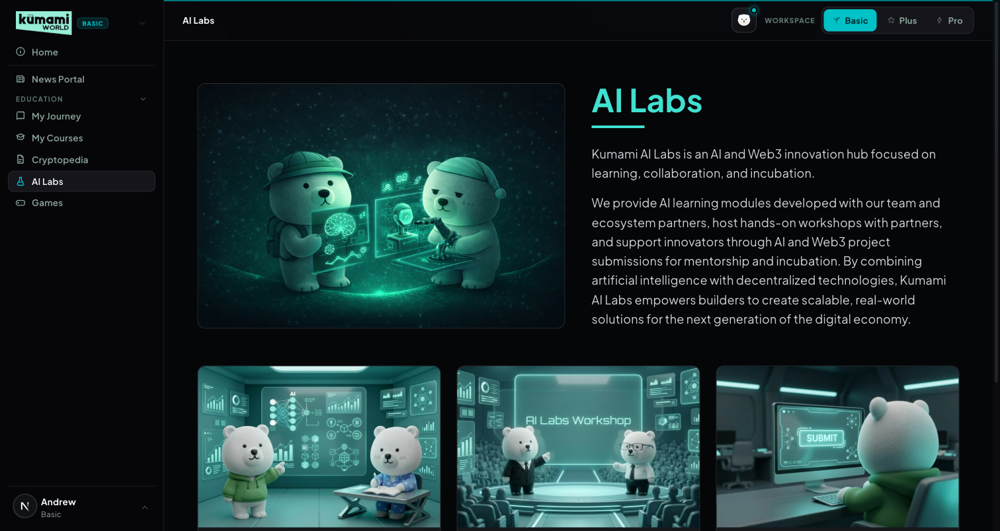 kumami
WORLD
BASIC
Home
News Portal
EDUCATION
My Journey
My Courses
Cryptopedia
AI Labs
Games
Andrew
Basic
AI Labs
WORKSPACE
Basic
Plus
Pro
AI Labs
Kumami AI Labs is an AI and Web3 innovation hub focused on
learning, collaboration, and incubation.
We provide AI learning modules developed with our team and
ecosystem partners, host hands-on workshops with partners,
and support innovators through AI and Web3 project
submissions for mentorship and incubation. By combining
artificial intelligence with decentralized technologies, Kumami
AI Labs empowers builders to create scalable, real-world
solutions for the next generation of the digital economy.
AI
AI
AI Labs Workshop
SUBMIT